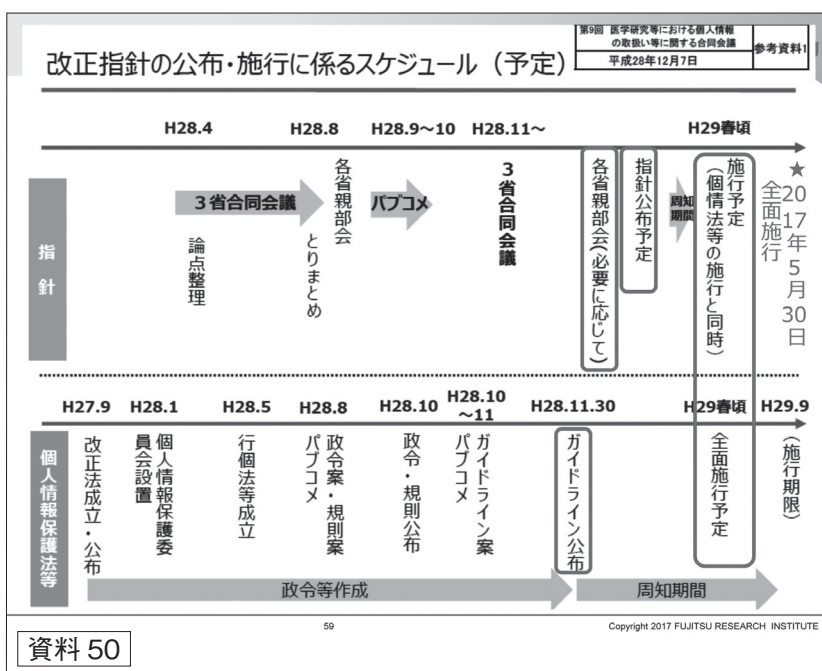 第9回 医学研究等における個人情報
の取扱い等に関する合同会議
平成28年12月7日
参考資料1
改正指針の公布・施行に係るスケジュール（予定）
H28.4
H28.8
H28.9～10
H28.11～
H29春頃
指針
３省合同会議
論点整理
各省親部会
とりまとめ
パブコメ
３省合同会議
各省親部会(必要に応じて)
指針公布予定
周知
期間
施行予定
(個情法等の施行と同時)
★2017年5月30日
全面施行
H27.9
H28.1
H28.5
H28.8
H28.10
H28.10
～11
H28.11.30
H29春頃
H29.9
個人情報保護法等
改正法成立・公布
個人情報保護委
員会設置
行個法等成立
政令案・規則案
パブコメ
政令・規則公布
ガイドライン案
パブコメ
ガイドライン公布
全面施行予定
(施行期限)
政令等作成
周知期間
59
Copyright 2017 FUJITSU RESEARCH INSTITUTE
資料 50